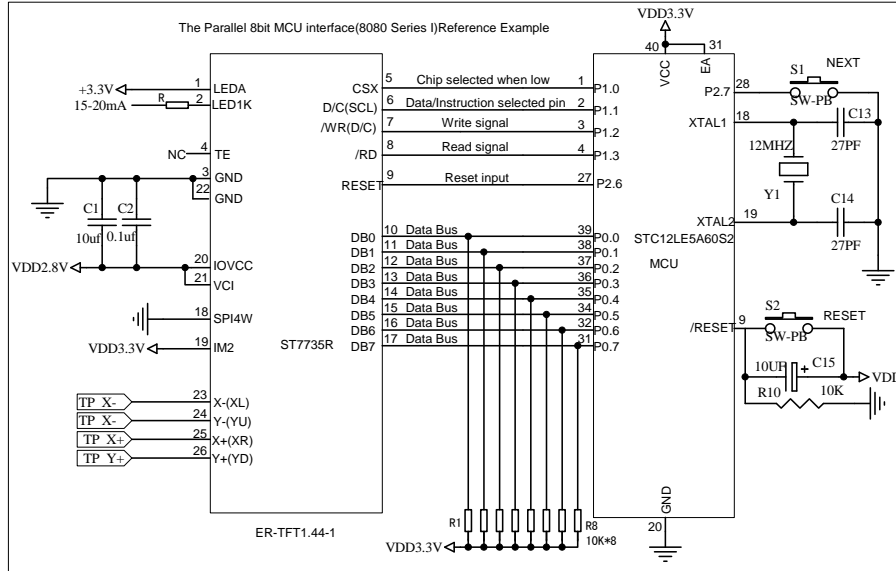 The Parallel 8bit MCU interface(8080 Series I)Reference Example
+3.3V
15-20mA
R
1
LEDA
2
LED1K
NC
4
TE
3
GND
22
GND
C1
10uf
C2
0.1uf
VDD2.8V
20
IOVCC
21
VCI
18
SPI4W
VDD3.3V
19
IM2
TP X-
23
X-(XL)
TP X-
24
Y-(YU)
TP X+
25
X+(XR)
TP Y+
26
Y+(YD)
ST7735R
ER-TFT1.44-1
CSX
5
Chip selected when low
1
P1.0
D/C(SCL)
6
Data/Instruction selected pin
2
P1.1
/WR(D/C)
7
Write signal
3
P1.2
/RD
8
Read signal
4
P1.3
RESET
9
Reset input
27
P2.6
DB0
10
Data Bus
39
P0.0
DB1
11
Data Bus
38
P0.1
DB2
12
Data Bus
37
P0.2
DB3
13
Data Bus
36
P0.3
DB4
14
Data Bus
35
P0.4
DB5
15
Data Bus
34
P0.5
DB6
16
Data Bus
32
P0.6
DB7
17
Data Bus
31
P0.7
R1
R8
10K*8
VDD3.3V
VDD3.3V
40
VCC
31
EA
28
P2.7
S1
NEXT
SW-PB
XTAL1
18
C13
27PF
12MHZ
Y1
XTAL2
19
C14
27PF
STC12LE5A60S2
MCU
/RESET
9
S2
RESET
SW-PB
10UF
+
C15
VDD
R10
10K
GND
20